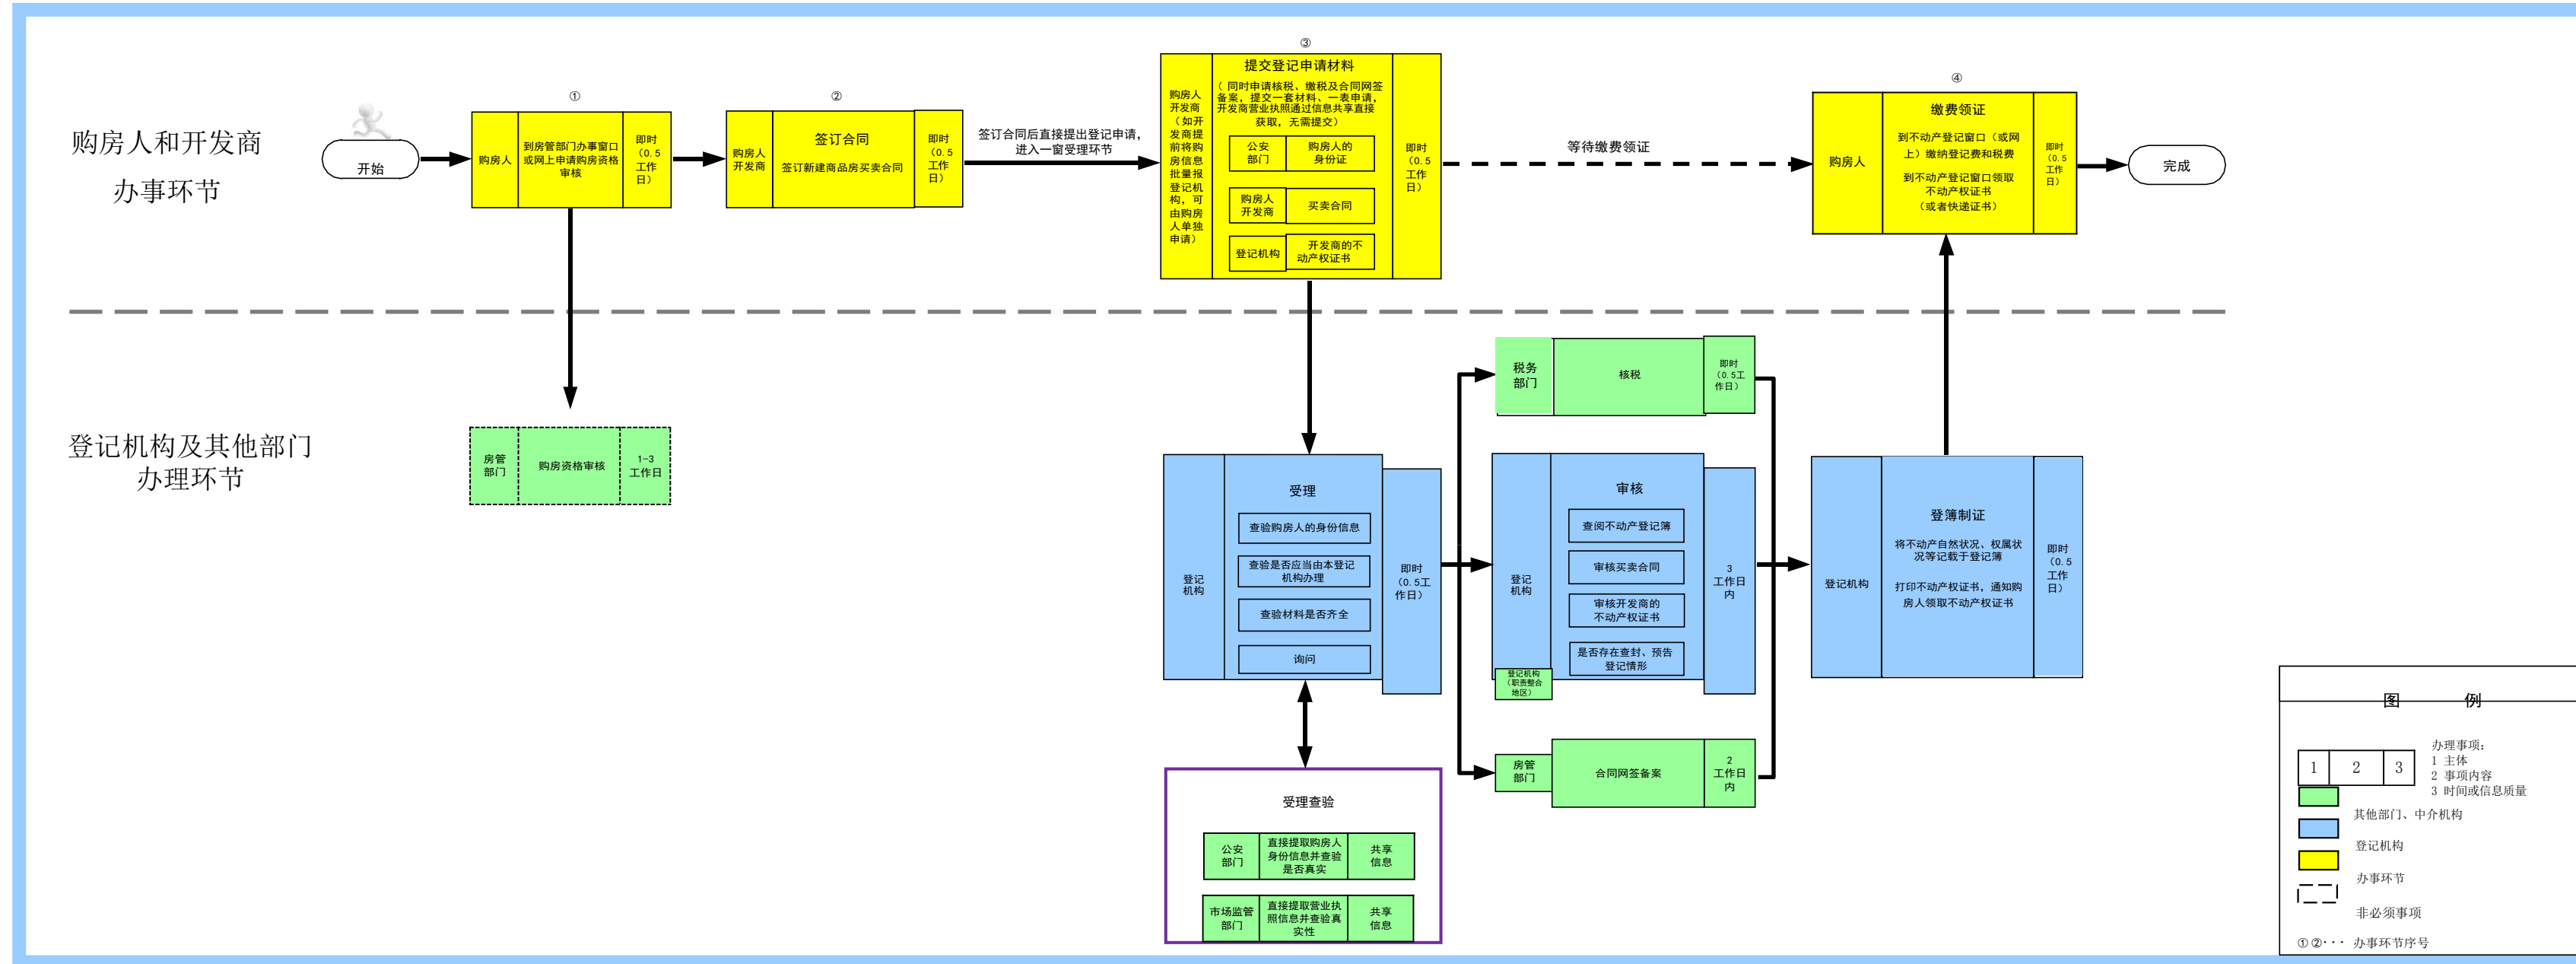 购房人和开发商
办事环节
开始
①
购房人
到房管部门办事窗口
或网上申请购房资格
审核
即时
（0.5
工作
日）
②
购房人
开发商
签订合同
签订新建商品房买卖合同
即时
（0.5
工作
日）
签订合同后直接提出登记申请，
进入一窗受理环节
③
购房人
开发商
（如开
发商提
前将购
房信息
批量报
登记机
构，可
由购房
人单独
申请）
提交登记申请材料
（ 同时申请核税、缴税及合同网签
备案，提交一套材料、一表申请，
开发商营业执照通过信息共享直接
获取，无需提交）
公安
部门
购房人的
身份证
购房人
开发商
买卖合同
登记机构
开发商的不
动产权证书
即时
（0.5
工作
日）
等待缴费领证
④
购房人
缴费领证
到不动产登记窗口（或网
上）缴纳登记费和税费
到不动产登记窗口领取
不动产权证书
（或者快递证书）
即时
（0.5
工作
日）
完成
登记机构及其他部门
办理环节
房管
部门
购房资格审核
1-3
工作日
登记
机构
受理
查验购房人的身份信息
查验是否应当由本登记
机构办理
查验材料是否齐全
询问
即时
（0.5工
作日）
受理查验
公安
部门
直接提取购房人
身份信息并查验
是否真实
共享
信息
市场监管
部门
直接提取营业执
照信息并查验真
实性
共享
信息
税务
部门
核税
即时
（0.5工
作日）
登记
机构
审核
查阅不动产登记簿
审核买卖合同
审核开发商的
不动产权证书
是否存在查封、预告
登记情形
3
工作日
内
登记机构
（职责整合
地区）
房管
部门
合同网签备案
2
工作日
内
登记机构
登簿制证
将不动产自然状况、权属状
况等记载于登记簿
打印不动产权证书，通知购
房人领取不动产权证书
即时
（0.5
工作
日）
图 例
1 2 3
办理事项：
1 主体
2 事项内容
3 时间或信息质量
其他部门、中介机构
登记机构
办事环节
非必须事项
①②··· 办事环节序号